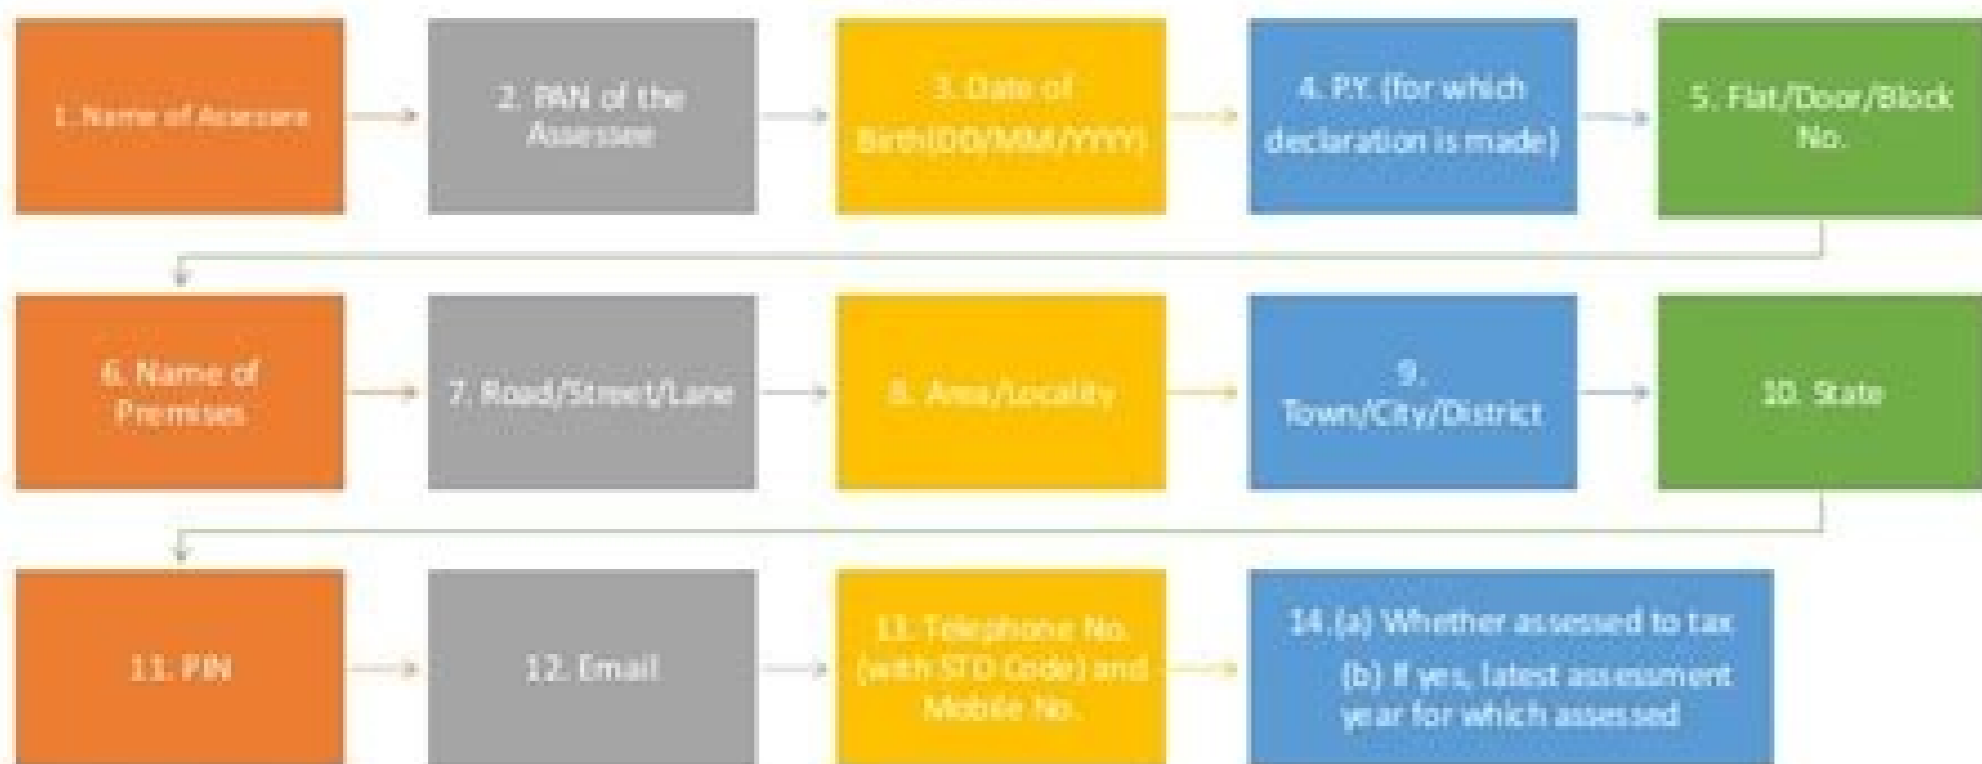 1. Name of Assessee
2. PAN of the
Assessee
3. Date of
Birth(DD/MM/YYYY)
4. P.Y. (for which
declaration is made)
5. Flat/Door/Block
No.
6. Name of
Premises
7. Road/Street/Lane
8. Area/Locality
9.
Town/City/District
10. State
11. PIN
12. Email
13. Telephone No.
(with STD Code) and
Mobile No.
14.(a) Whether assessed to tax
(b) If yes, latest assessment
year for which assessed